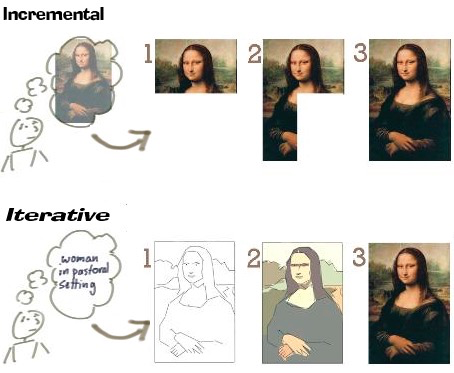 Incremental
1 2 3
Iterative
woman
in pastoral
setting
1 2 3